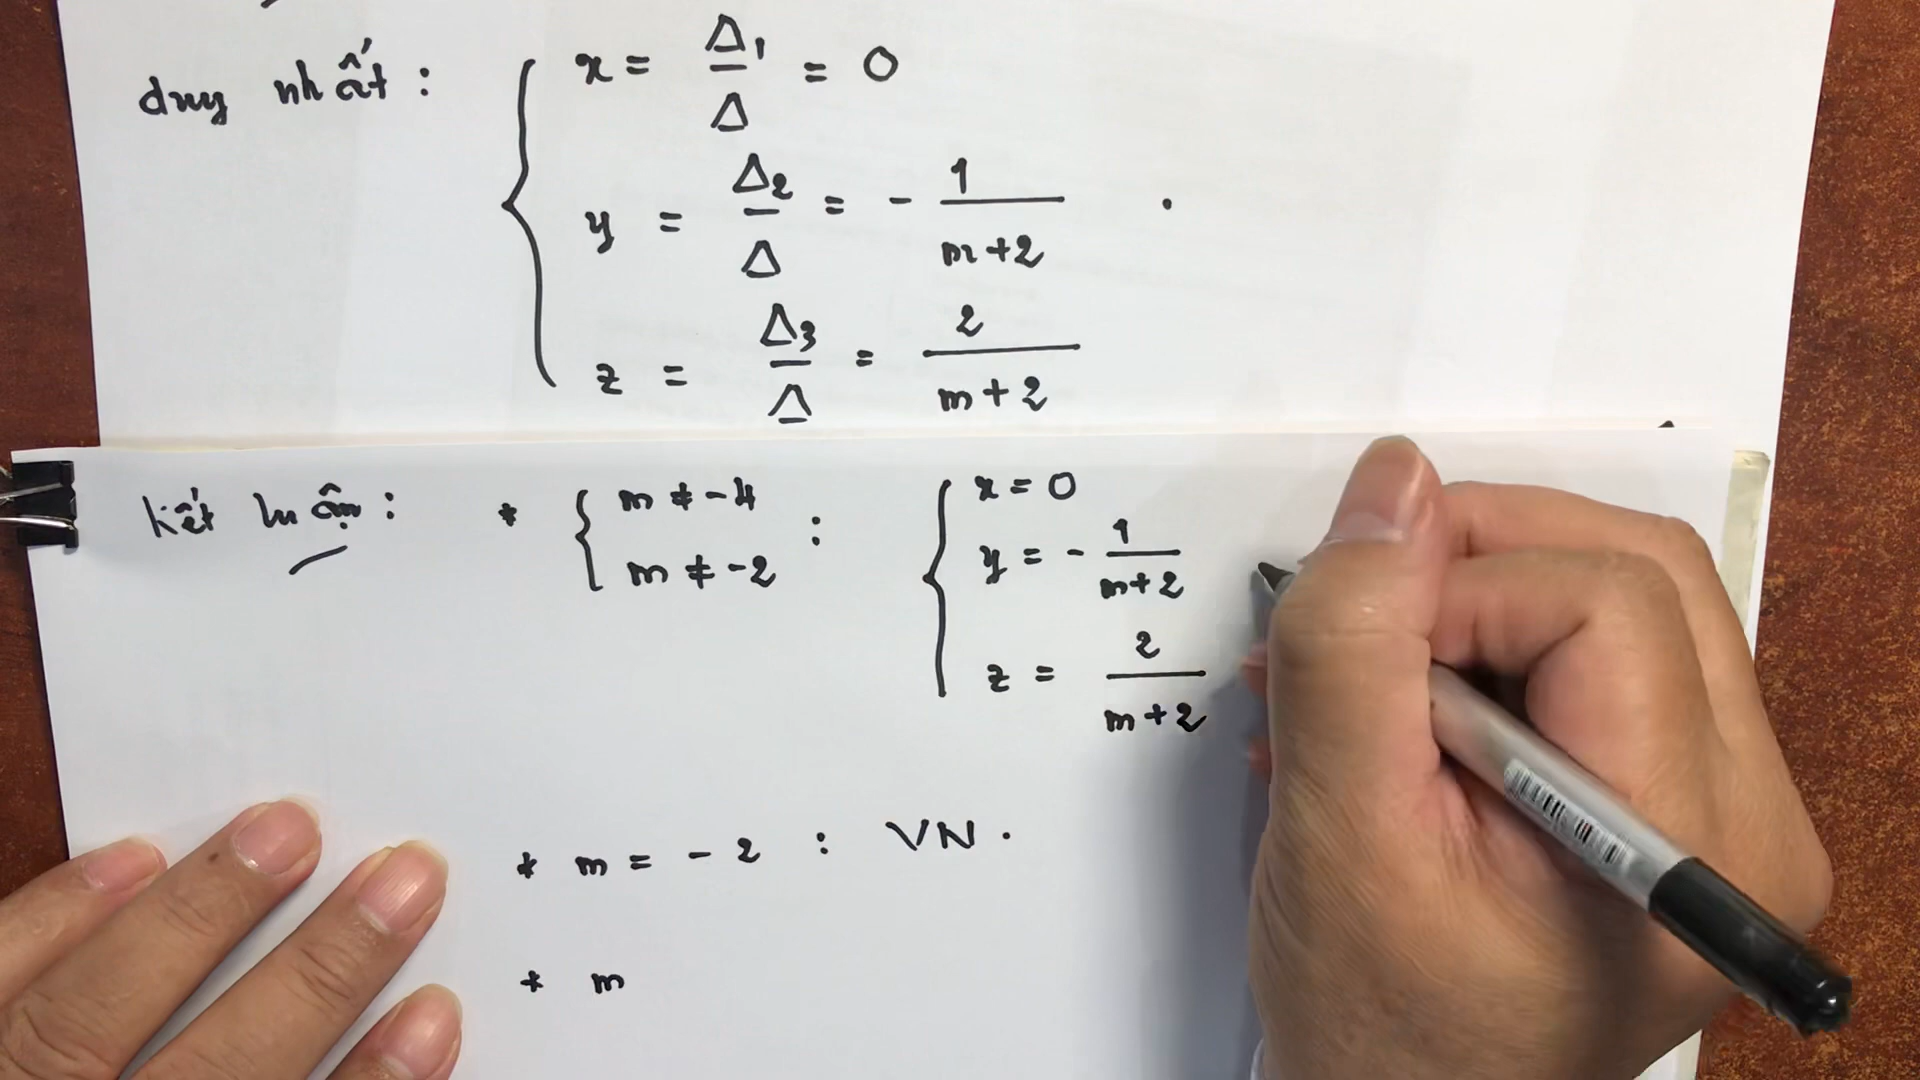 duy nhất : { x = Δ₁/Δ = 0
y = Δ₂/Δ = - 1/(m+2) .
z = Δ₃/Δ = 2/(m+2)
kết luận : * { m ≠ -4 : { x = 0
m ≠ -2 y = - 1/(m+2)
z = 2/(m+2)
* m = -2 : VN .
* m